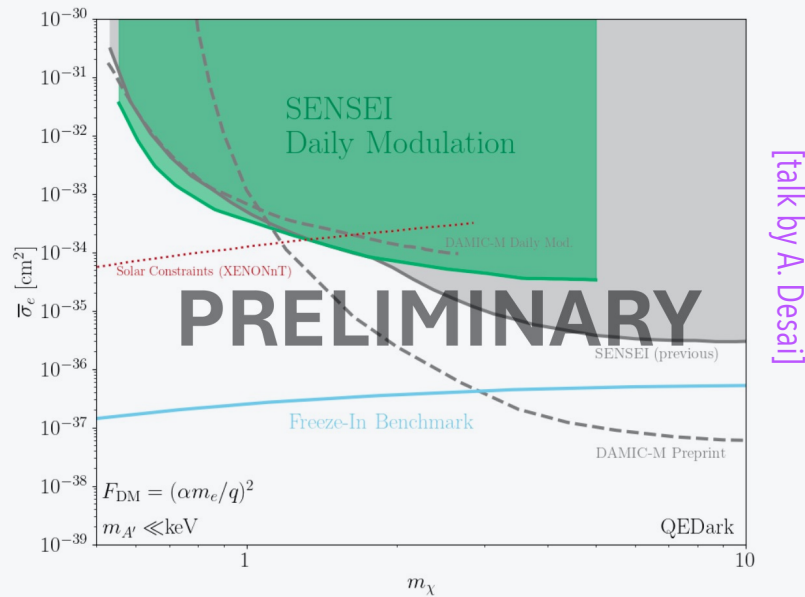 10⁻³⁰
10⁻³¹
10⁻³²
10⁻³³
10⁻³⁴
10⁻³⁵
10⁻³⁶
10⁻³⁷
10⁻³⁸
10⁻³⁹
σ̅ₑ [cm²]
SENSEI
Daily Modulation
DAMIC-M Daily Mod.
Solar Constraints (XENONnT)
PRELIMINARY
SENSEI (previous)
Freeze-In Benchmark
DAMIC-M Preprint
F_DM = (αmₑ/q)²
m_A′ ≪keV
QEDark
1
10
m_χ
[talk by A. Desai]